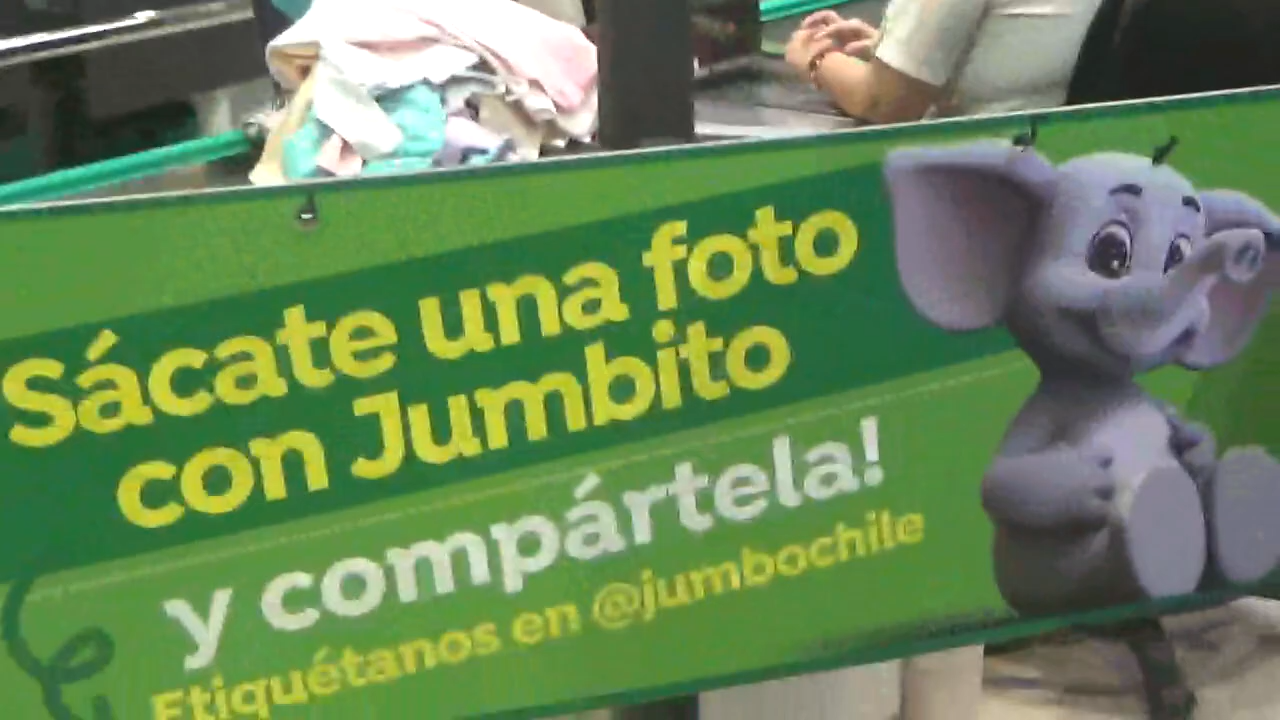 Sácate una foto
con Jumbito
y compártela!
Etiquétanos en @jumbochile